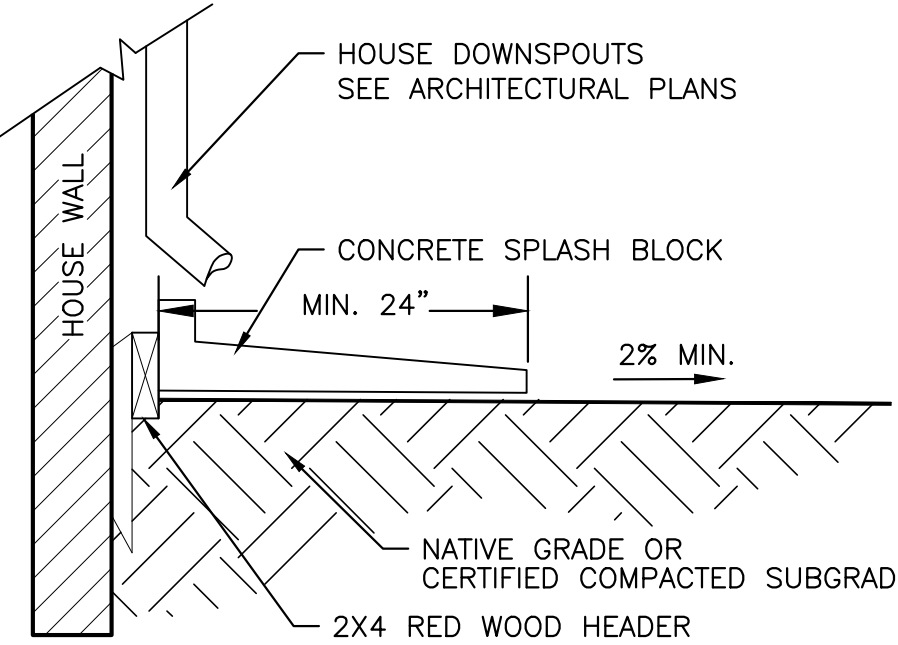 HOUSE DOWNSPOUTS
SEE ARCHITECTURAL PLANS
HOUSE WALL
CONCRETE SPLASH BLOCK
MIN. 24”
2% MIN.
NATIVE GRADE OR
CERTIFIED COMPACTED SUBGRAD
2X4 RED WOOD HEADER